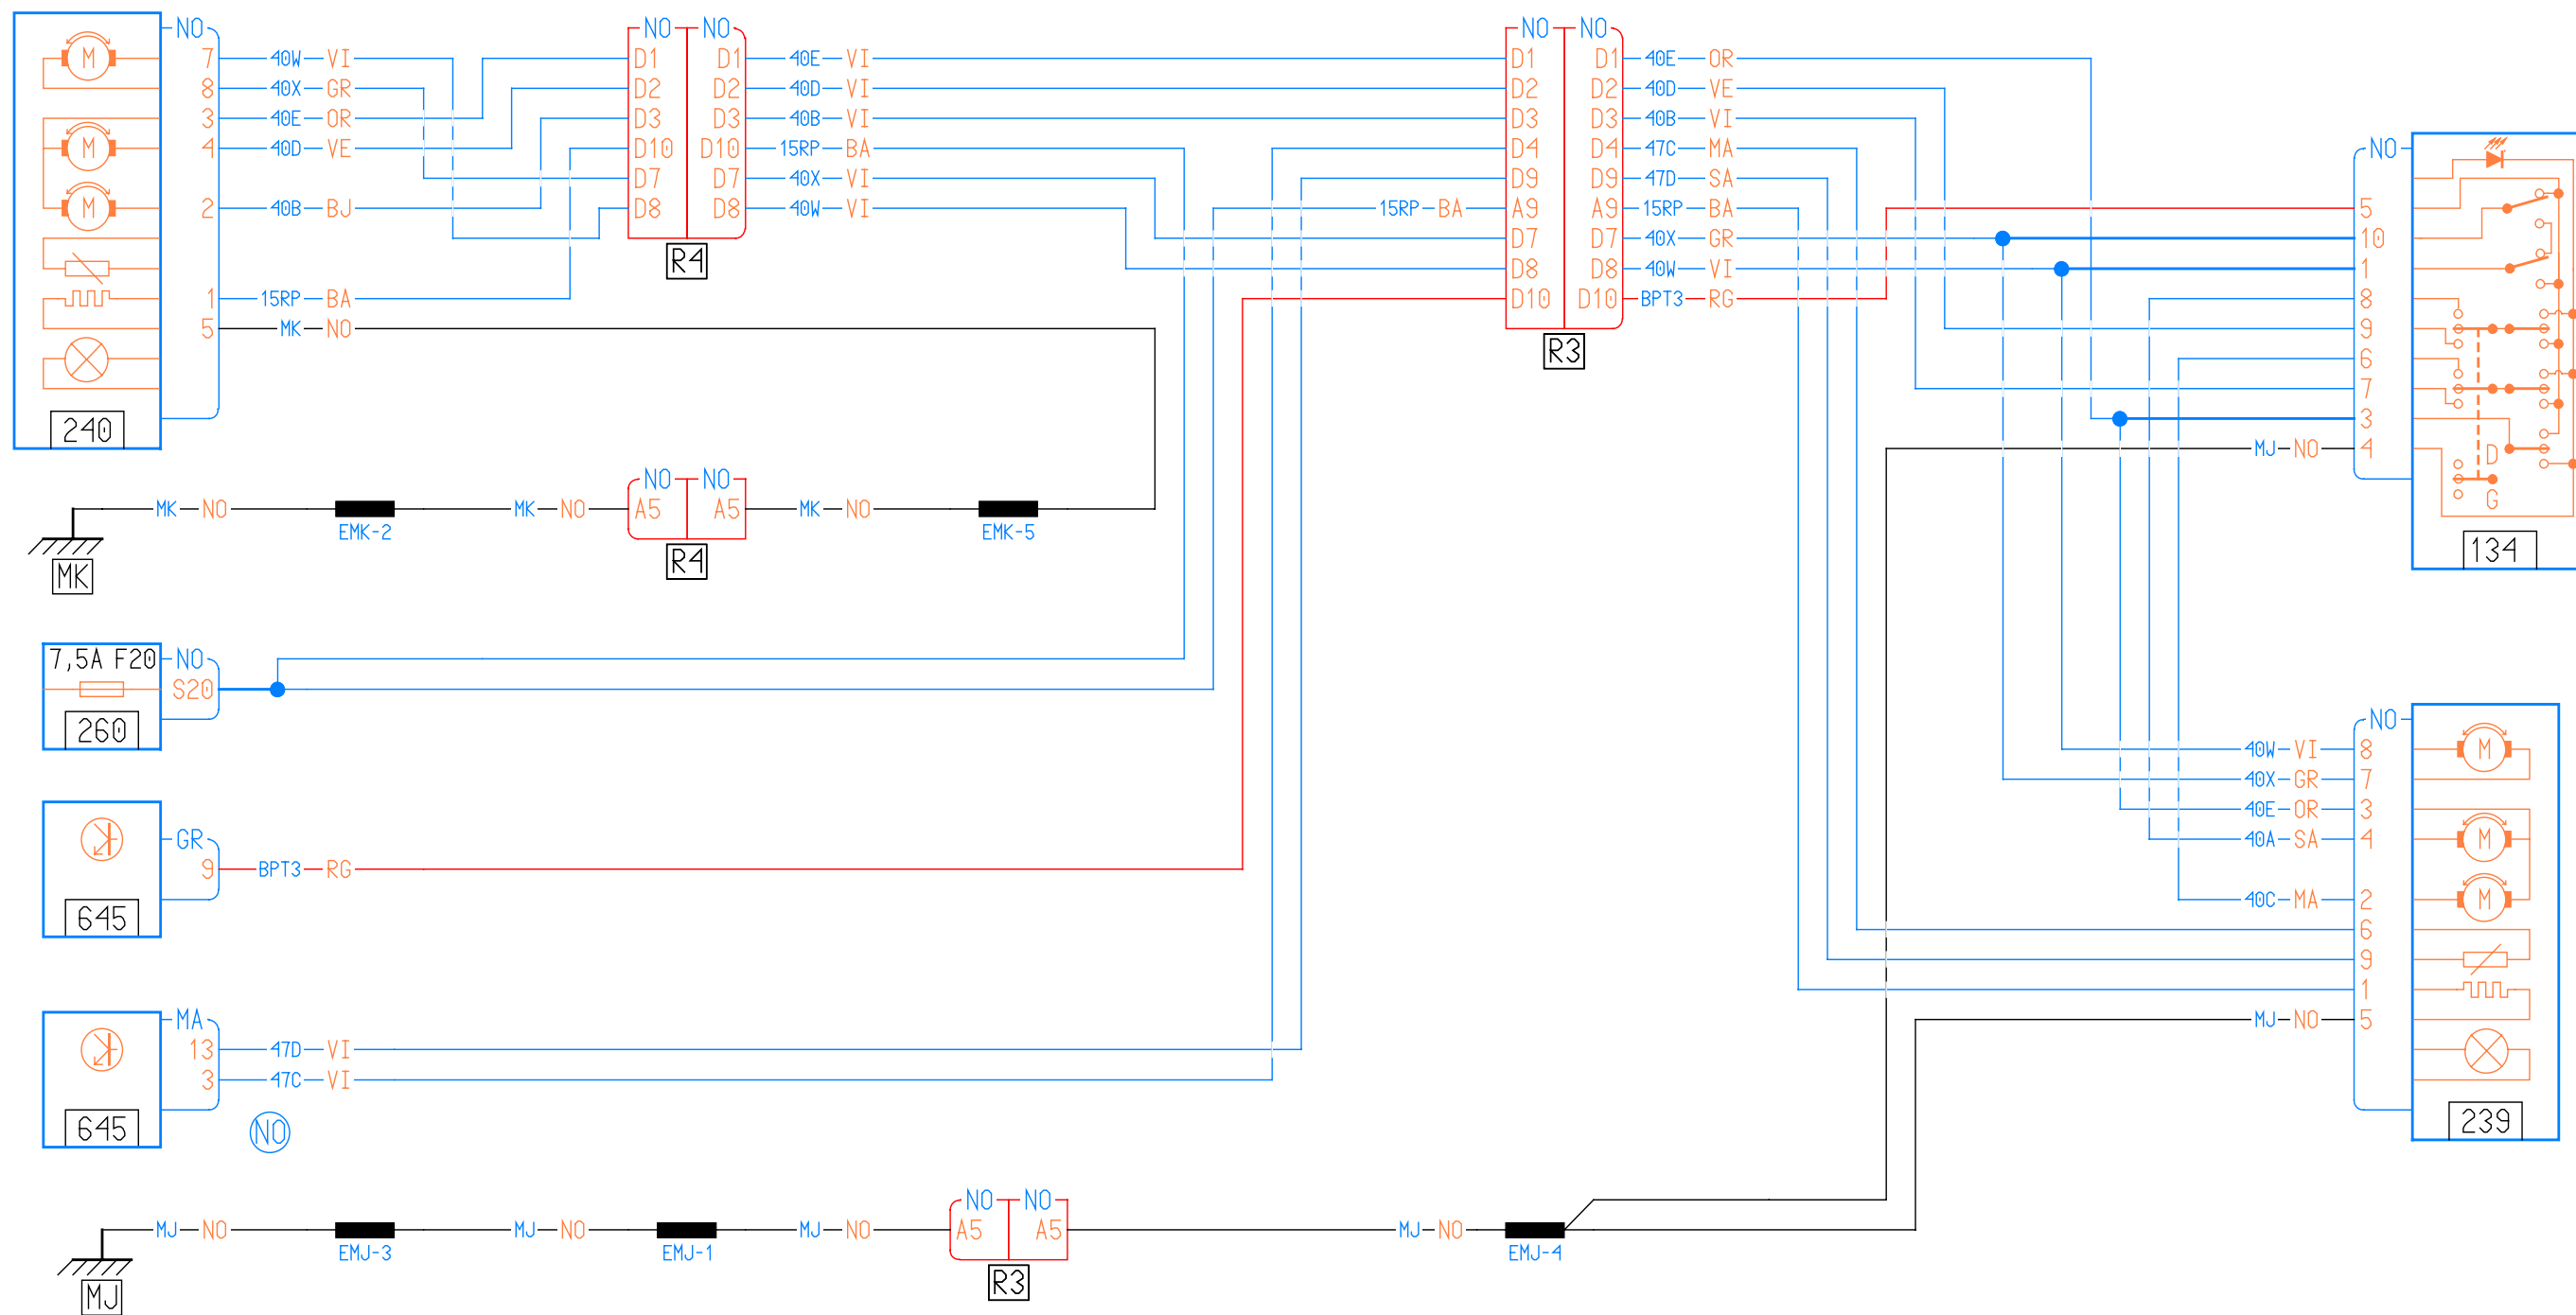 NO
7 40W VI
8 40X GR
3 40E OR
4 40D VE
2 40B BJ
1 15RP BA
5 MK NO
240
NO NO
D1 D1 40E VI
D2 D2 40D VI
D3 D3 40B VI
D10 D10 15RP BA
D7 D7 40X VI
D8 D8 40W VI
R4
NO NO
D1 D1 40E OR
D2 D2 40D VE
D3 D3 40B VI
D4 D4 47C MA
D9 D9 47D SA
15RP BA A9 A9 15RP BA
D7 D7 40X GR
D8 D8 40W VI
D10 D10 BPT3 RG
R3
NO
5
10
1
8
9
6
7
3
MJ NO 4
D
G
134
NO NO
MK NO MK NO A5 A5 MK NO
EMK-2 EMK-5
MK R4
7,5A F20 NO
S20
260
GR
9 BPT3 RG
645
MA
13 47D VI
3 47C VI
645
NO
NO
40W VI 8
40X GR 7
40E OR 3
40A SA 4
40C MA 2
6
9
1
MJ NO 5
239
NO NO
MJ NO MJ NO MJ NO A5 A5 MJ NO
EMJ-3 EMJ-1 EMJ-4
MJ R3